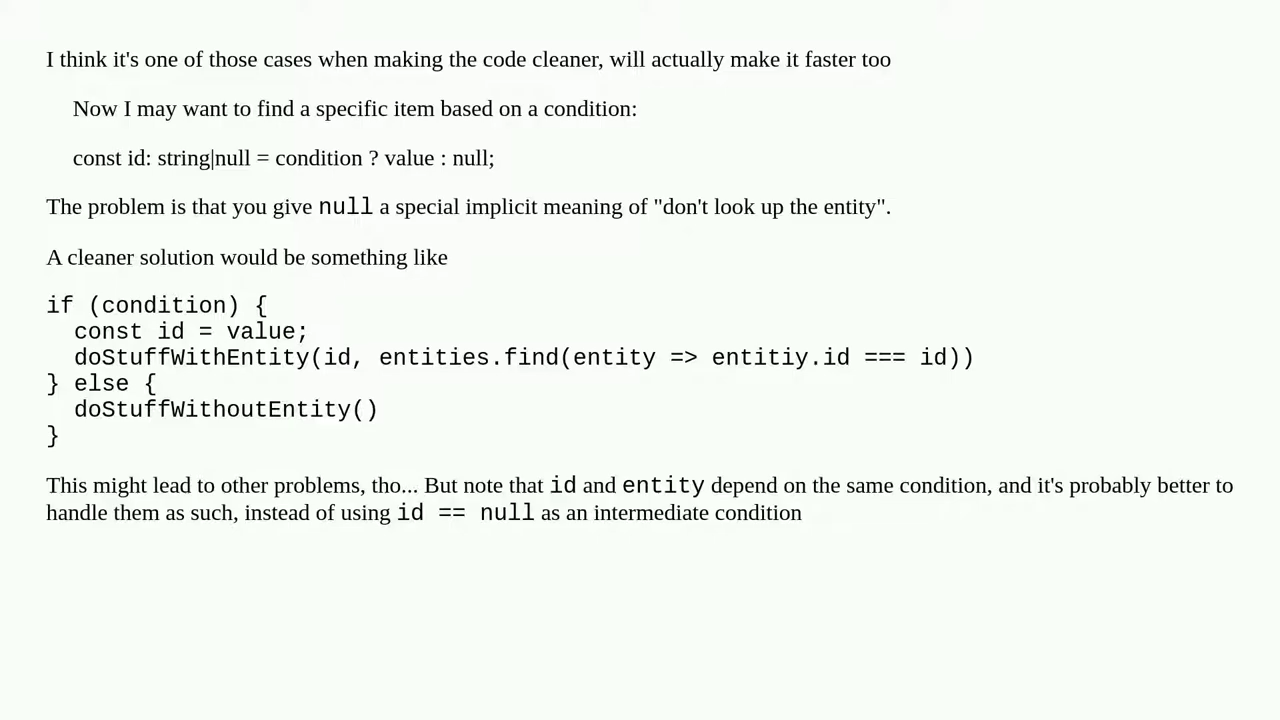 I think it's one of those cases when making the code cleaner, will actually make it faster too
Now I may want to find a specific item based on a condition:
const id: string|null = condition ? value : null;
The problem is that you give null a special implicit meaning of "don't look up the entity".
A cleaner solution would be something like
if (condition) {
  const id = value;
  doStuffWithEntity(id, entities.find(entity => entitiy.id === id))
} else {
  doStuffWithoutEntity()
}
This might lead to other problems, tho... But note that id and entity depend on the same condition, and it's probably better to
handle them as such, instead of using id == null as an intermediate condition